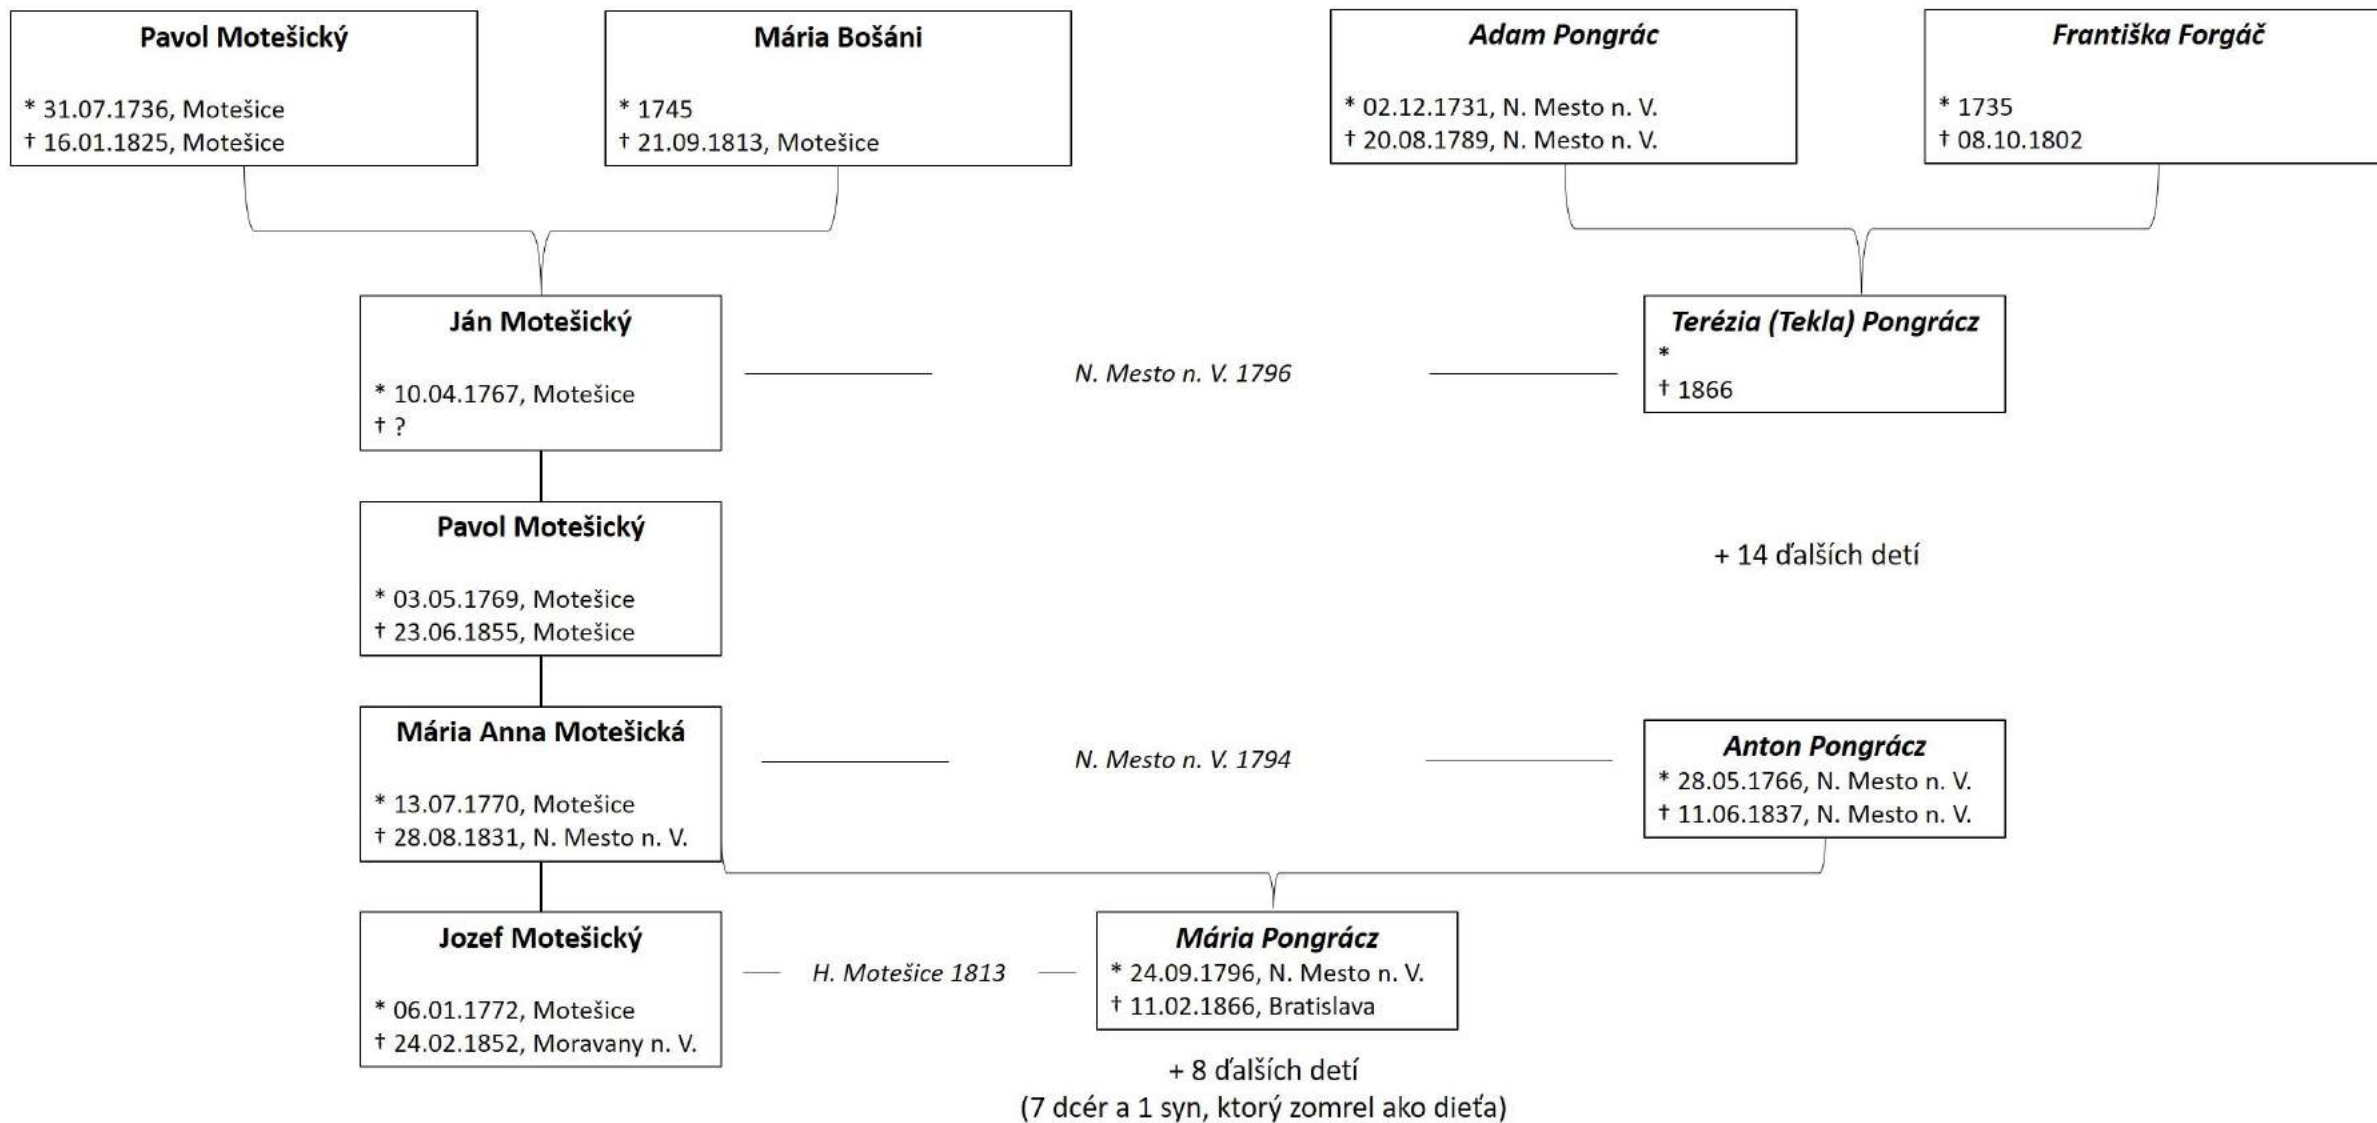 Pavol Motešický
* 31.07.1736, Motešice
† 16.01.1825, Motešice
Mária Bošáni
* 1745
† 21.09.1813, Motešice
Adam Pongrác
* 02.12.1731, N. Mesto n. V.
† 20.08.1789, N. Mesto n. V.
Františka Forgáč
* 1735
† 08.10.1802
Ján Motešický
* 10.04.1767, Motešice
† ?
N. Mesto n. V. 1796
Terézia (Tekla) Pongrácz
*
† 1866
Pavol Motešický
* 03.05.1769, Motešice
† 23.06.1855, Motešice
+ 14 ďalších detí
Mária Anna Motešická
* 13.07.1770, Motešice
† 28.08.1831, N. Mesto n. V.
N. Mesto n. V. 1794
Anton Pongrácz
* 28.05.1766, N. Mesto n. V.
† 11.06.1837, N. Mesto n. V.
Jozef Motešický
* 06.01.1772, Motešice
† 24.02.1852, Moravany n. V.
H. Motešice 1813
Mária Pongrácz
* 24.09.1796, N. Mesto n. V.
† 11.02.1866, Bratislava
+ 8 ďalších detí
(7 dcér a 1 syn, ktorý zomrel ako dieťa)